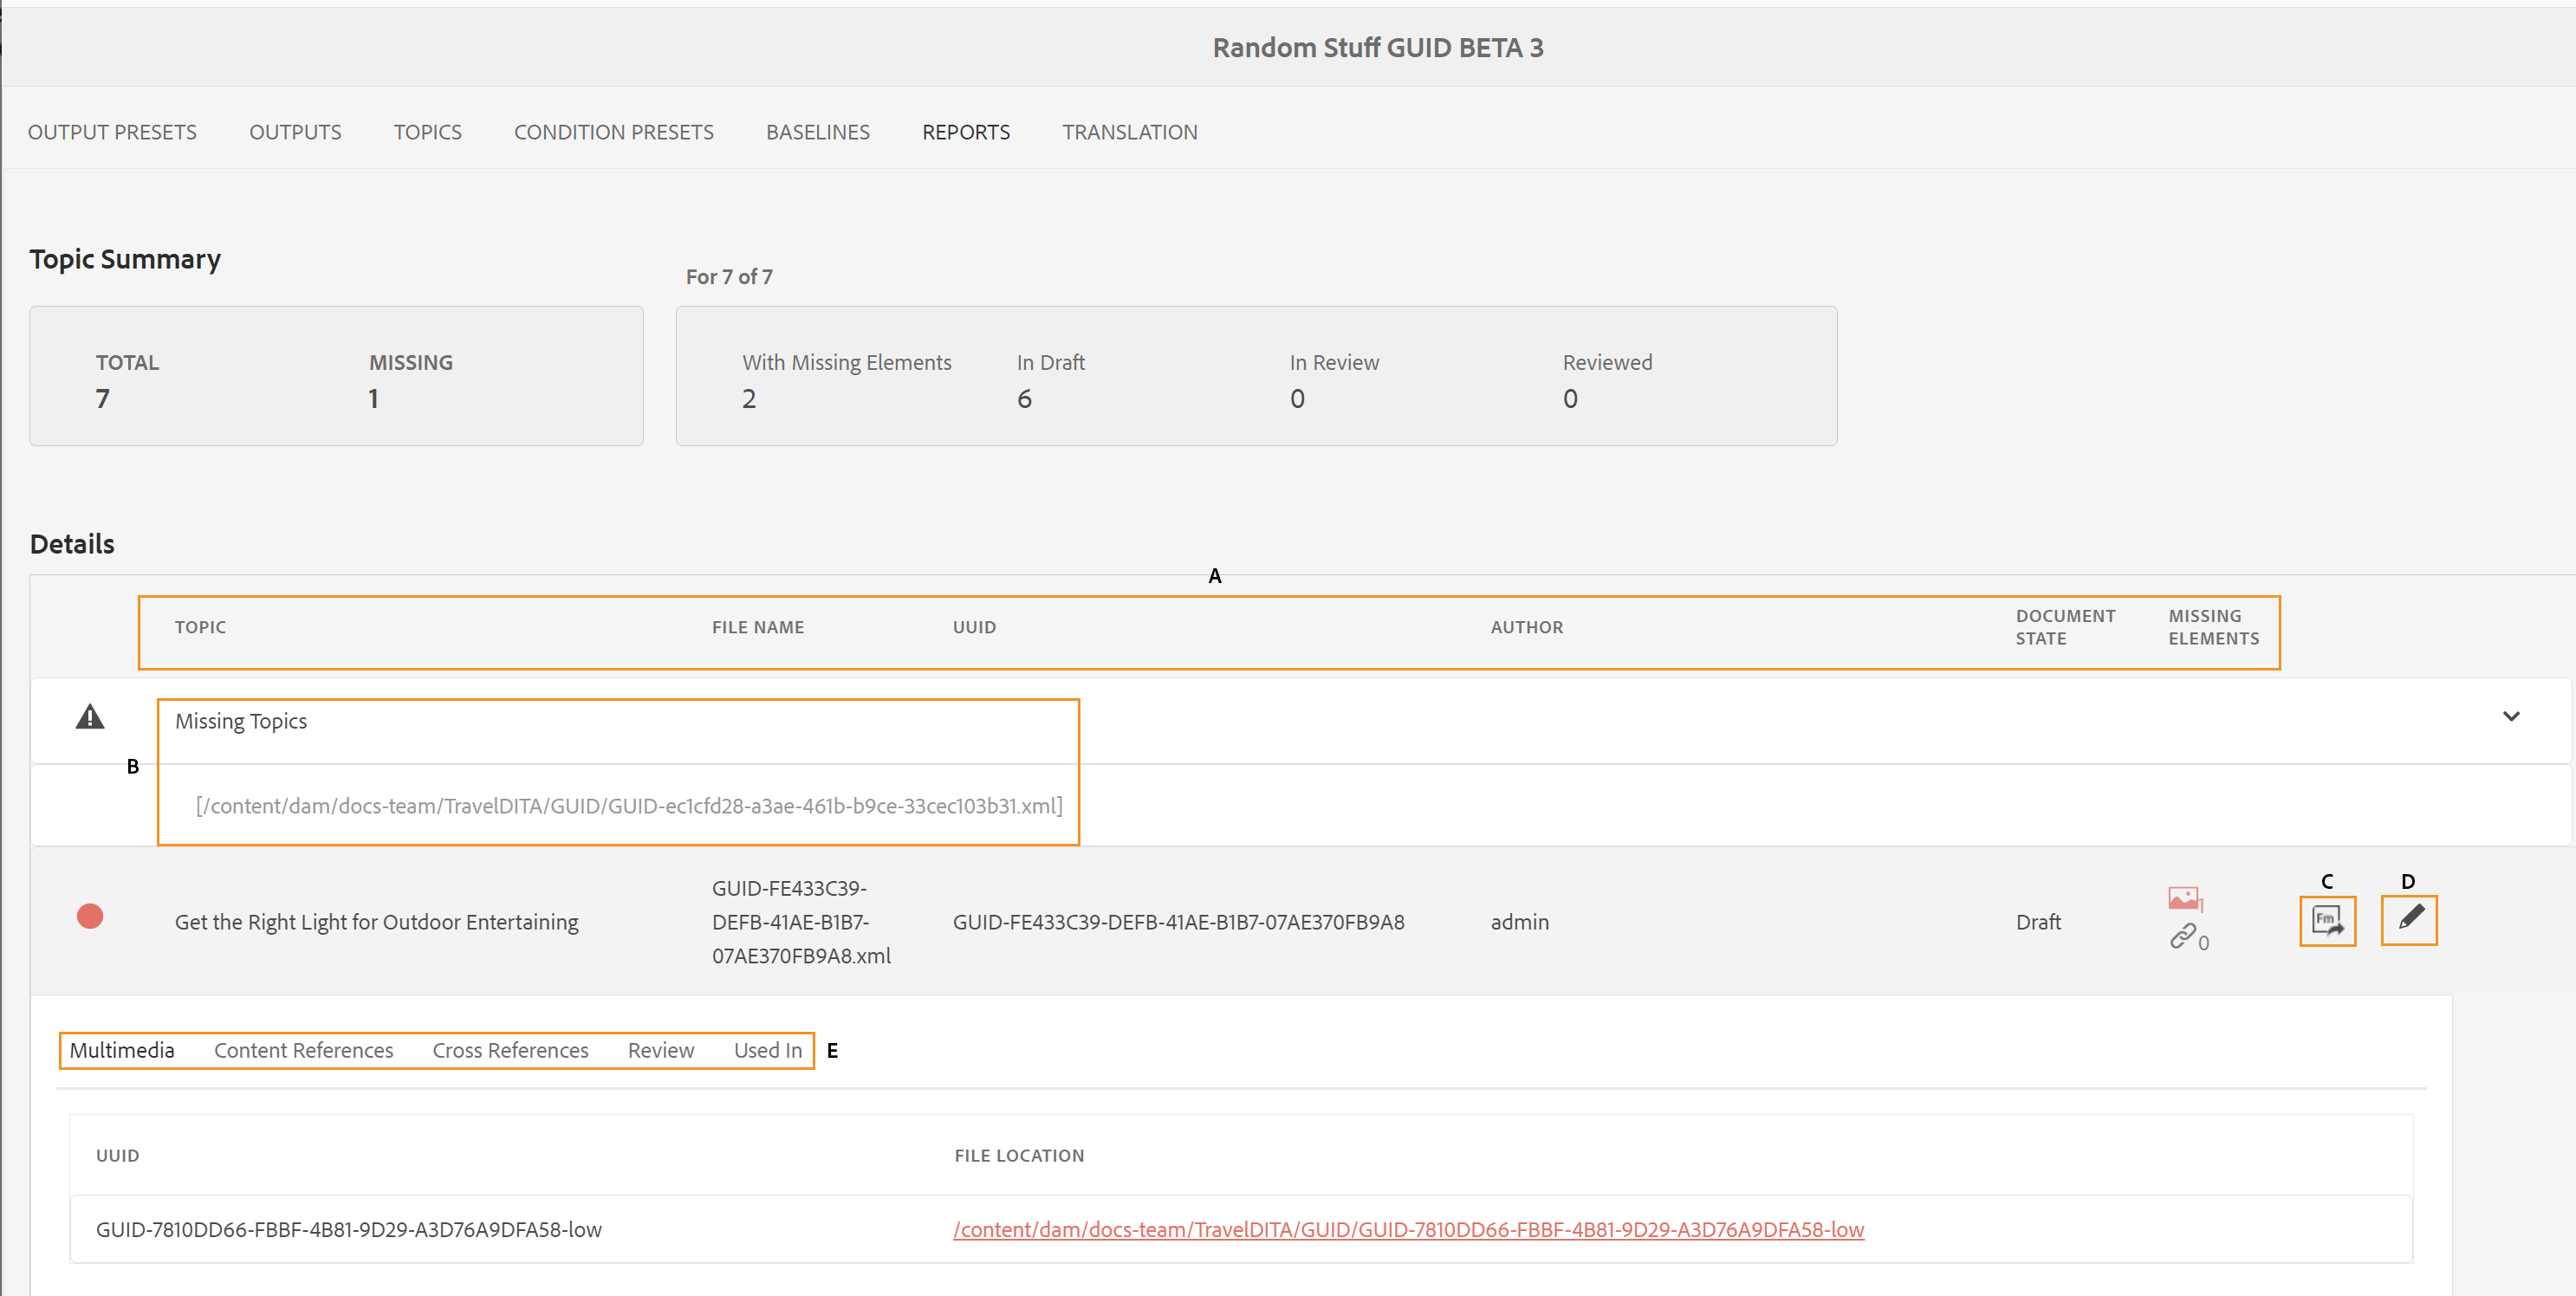 Random Stuff GUID BETA 3
OUTPUT PRESETS OUTPUTS TOPICS CONDITION PRESETS BASELINES REPORTS TRANSLATION
Topic Summary
For 7 of 7
TOTAL MISSING With Missing Elements In Draft In Review Reviewed
7 1 2 6 0 0
Details
A
TOPIC FILE NAME UUID AUTHOR DOCUMENT STATE MISSING ELEMENTS
Missing Topics
B
[/content/dam/docs-team/TravelDITA/GUID/GUID-ec1cfd28-a3ae-461b-b9ce-33cec103b31.xml]
C D
GUID-FE433C39-
Get the Right Light for Outdoor Entertaining DEFB-41AE-B1B7- GUID-FE433C39-DEFB-41AE-B1B7-07AE370FB9A8 admin Draft 1 Fm
07AE370FB9A8.xml 0
Multimedia Content References Cross References Review Used In E
UUID FILE LOCATION
GUID-7810DD66-FBBF-4B81-9D29-A3D76A9DFA58-low /content/dam/docs-team/TravelDITA/GUID/GUID-7810DD66-FBBF-4B81-9D29-A3D76A9DFA58-low